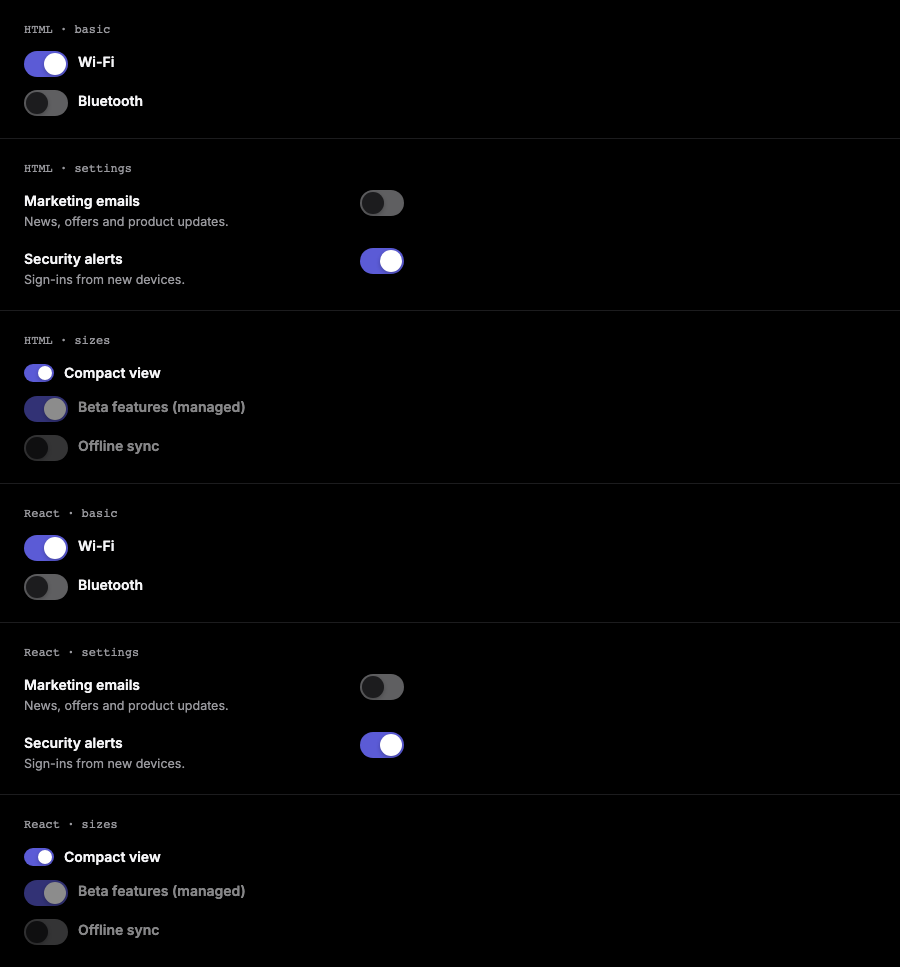 HTML · basic
Wi-Fi
Bluetooth
HTML · settings
Marketing emails
News, offers and product updates.
Security alerts
Sign-ins from new devices.
HTML · sizes
Compact view
Beta features (managed)
Offline sync
React · basic
Wi-Fi
Bluetooth
React · settings
Marketing emails
News, offers and product updates.
Security alerts
Sign-ins from new devices.
React · sizes
Compact view
Beta features (managed)
Offline sync